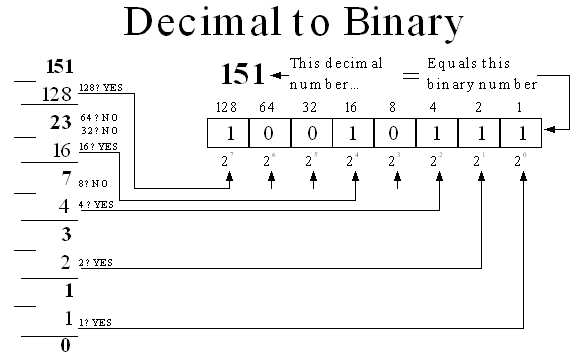 Decimal to Binary
151
128
128? YES
23
64? NO
32? NO
16
16? YES
7
8? NO
4
4? YES
3
2
2? YES
1
1
1? YES
0
151
This decimal
number...
=
Equals this
binary number
128 64 32 16 8 4 2 1
1 0 0 1 0 1 1 1
2⁷ 2⁶ 2⁵ 2⁴ 2³ 2² 2¹ 2⁰